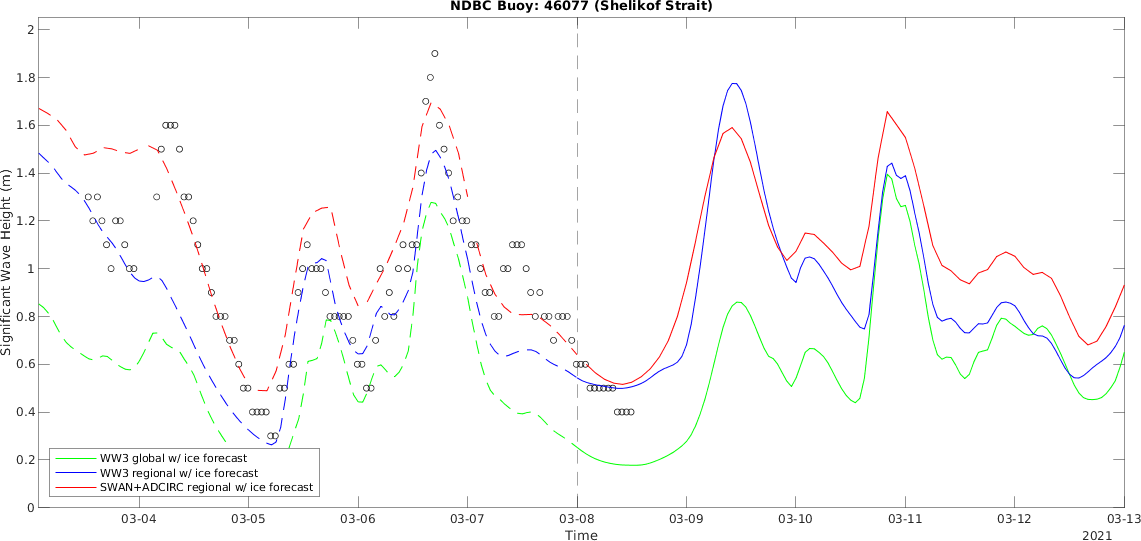 NDBC Buoy: 46077 (Shelikof Strait)
Significant Wave Height (m)
2
1.8
1.6
1.4
1.2
1
0.8
0.6
0.4
0.2
0
WW3 global w/ ice forecast
WW3 regional w/ ice forecast
SWAN+ADCIRC regional w/ ice forecast
03-04 03-05 03-06 03-07 03-08 03-09 03-10 03-11 03-12 03-13
Time
2021